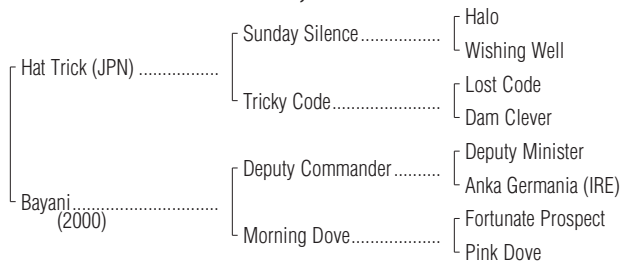 Halo
Sunday Silence..................
Wishing Well
Hat Trick (JPN) .................
Lost Code
Tricky Code........................
Dam Clever
Deputy Minister
Deputy Commander..........
Anka Germania (IRE)
Bayani...............................
(2000)
Fortunate Prospect
Morning Dove...................
Pink Dove